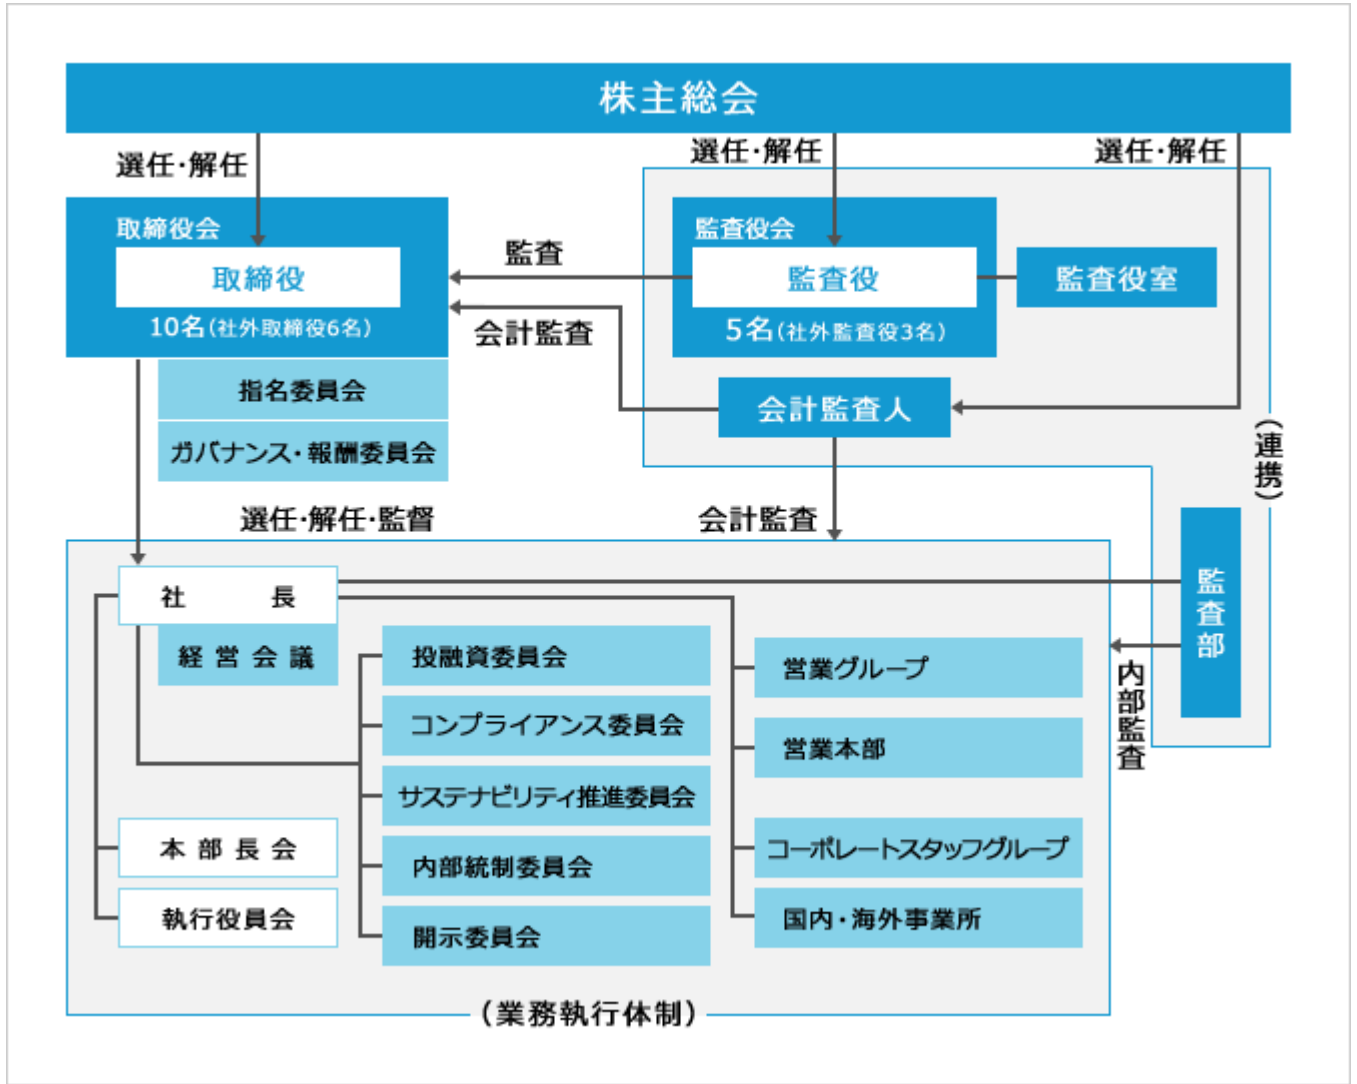 株主総会
選任・解任
選任・解任
選任・解任
取締役会
取締役
10名(社外取締役6名)
指名委員会
ガバナンス・報酬委員会
監査
会計監査
監査役会
監査役
5名(社外監査役3名)
監査役室
会計監査人
(連携)
選任・解任・監督
会計監査
社長
経営会議
本部長会
執行役員会
投融資委員会
コンプライアンス委員会
サステナビリティ推進委員会
内部統制委員会
開示委員会
営業グループ
営業本部
コーポレートスタッフグループ
国内・海外事業所
監査部
内部監査
(業務執行体制)